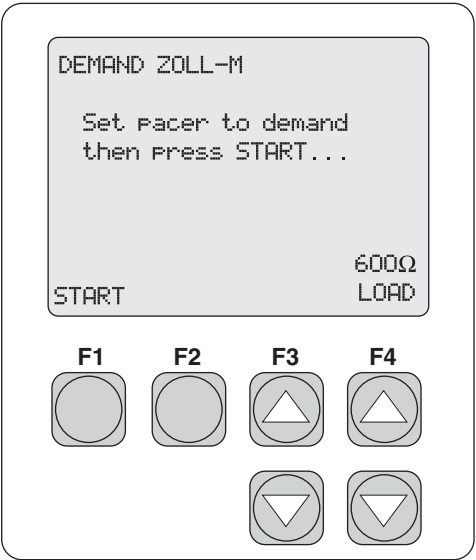 DEMAND ZOLL-M
Set pacer to demand
then press START...
600Ω
START LOAD
F1 F2 F3 F4